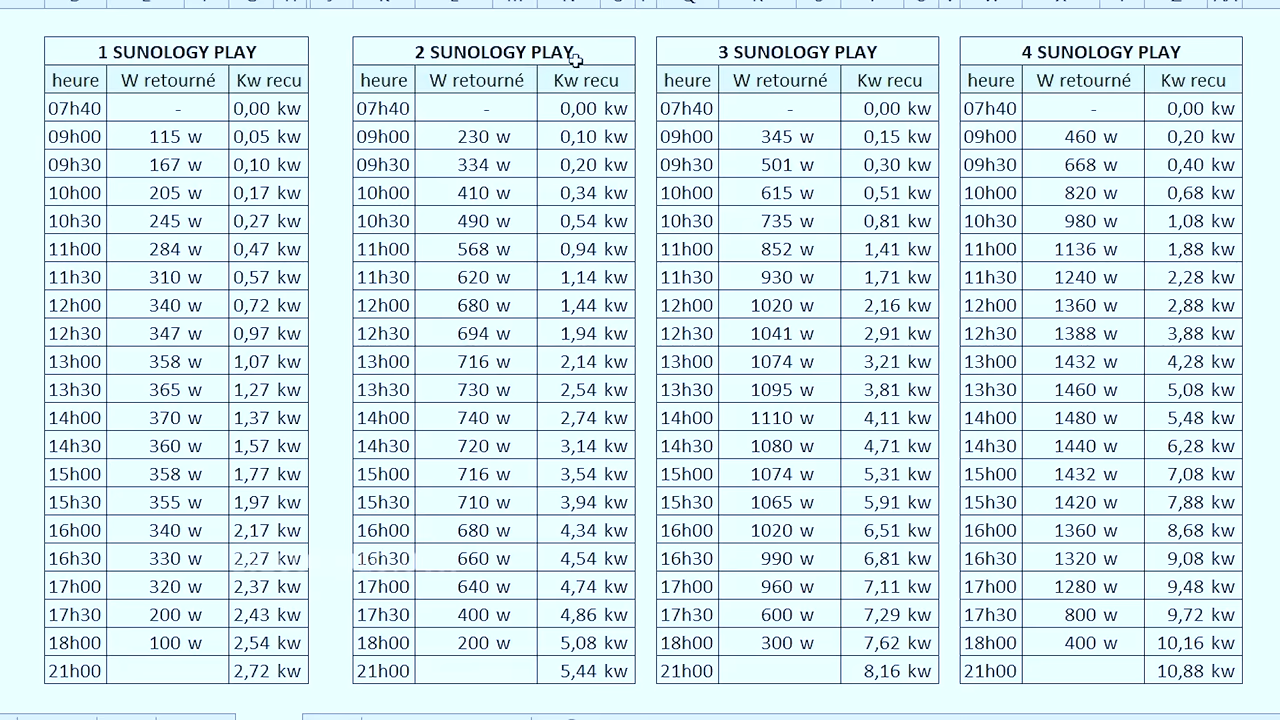 1 SUNOLOGY PLAY 2 SUNOLOGY PLAY 3 SUNOLOGY PLAY 4 SUNOLOGY PLAY
heure W retourné Kw recu heure W retourné Kw recu heure W retourné Kw recu heure W retourné Kw recu
07h40 - 0,00 kw 07h40 - 0,00 kw 07h40 - 0,00 kw 07h40 - 0,00 kw
09h00 115 w 0,05 kw 09h00 230 w 0,10 kw 09h00 345 w 0,15 kw 09h00 460 w 0,20 kw
09h30 167 w 0,10 kw 09h30 334 w 0,20 kw 09h30 501 w 0,30 kw 09h30 668 w 0,40 kw
10h00 205 w 0,17 kw 10h00 410 w 0,34 kw 10h00 615 w 0,51 kw 10h00 820 w 0,68 kw
10h30 245 w 0,27 kw 10h30 490 w 0,54 kw 10h30 735 w 0,81 kw 10h30 980 w 1,08 kw
11h00 284 w 0,47 kw 11h00 568 w 0,94 kw 11h00 852 w 1,41 kw 11h00 1136 w 1,88 kw
11h30 310 w 0,57 kw 11h30 620 w 1,14 kw 11h30 930 w 1,71 kw 11h30 1240 w 2,28 kw
12h00 340 w 0,72 kw 12h00 680 w 1,44 kw 12h00 1020 w 2,16 kw 12h00 1360 w 2,88 kw
12h30 347 w 0,97 kw 12h30 694 w 1,94 kw 12h30 1041 w 2,91 kw 12h30 1388 w 3,88 kw
13h00 358 w 1,07 kw 13h00 716 w 2,14 kw 13h00 1074 w 3,21 kw 13h00 1432 w 4,28 kw
13h30 365 w 1,27 kw 13h30 730 w 2,54 kw 13h30 1095 w 3,81 kw 13h30 1460 w 5,08 kw
14h00 370 w 1,37 kw 14h00 740 w 2,74 kw 14h00 1110 w 4,11 kw 14h00 1480 w 5,48 kw
14h30 360 w 1,57 kw 14h30 720 w 3,14 kw 14h30 1080 w 4,71 kw 14h30 1440 w 6,28 kw
15h00 358 w 1,77 kw 15h00 716 w 3,54 kw 15h00 1074 w 5,31 kw 15h00 1432 w 7,08 kw
15h30 355 w 1,97 kw 15h30 710 w 3,94 kw 15h30 1065 w 5,91 kw 15h30 1420 w 7,88 kw
16h00 340 w 2,17 kw 16h00 680 w 4,34 kw 16h00 1020 w 6,51 kw 16h00 1360 w 8,68 kw
16h30 330 w 2,27 kw 16h30 660 w 4,54 kw 16h30 990 w 6,81 kw 16h30 1320 w 9,08 kw
17h00 320 w 2,37 kw 17h00 640 w 4,74 kw 17h00 960 w 7,11 kw 17h00 1280 w 9,48 kw
17h30 200 w 2,43 kw 17h30 400 w 4,86 kw 17h30 600 w 7,29 kw 17h30 800 w 9,72 kw
18h00 100 w 2,54 kw 18h00 200 w 5,08 kw 18h00 300 w 7,62 kw 18h00 400 w 10,16 kw
21h00 2,72 kw 21h00 5,44 kw 21h00 8,16 kw 21h00 10,88 kw